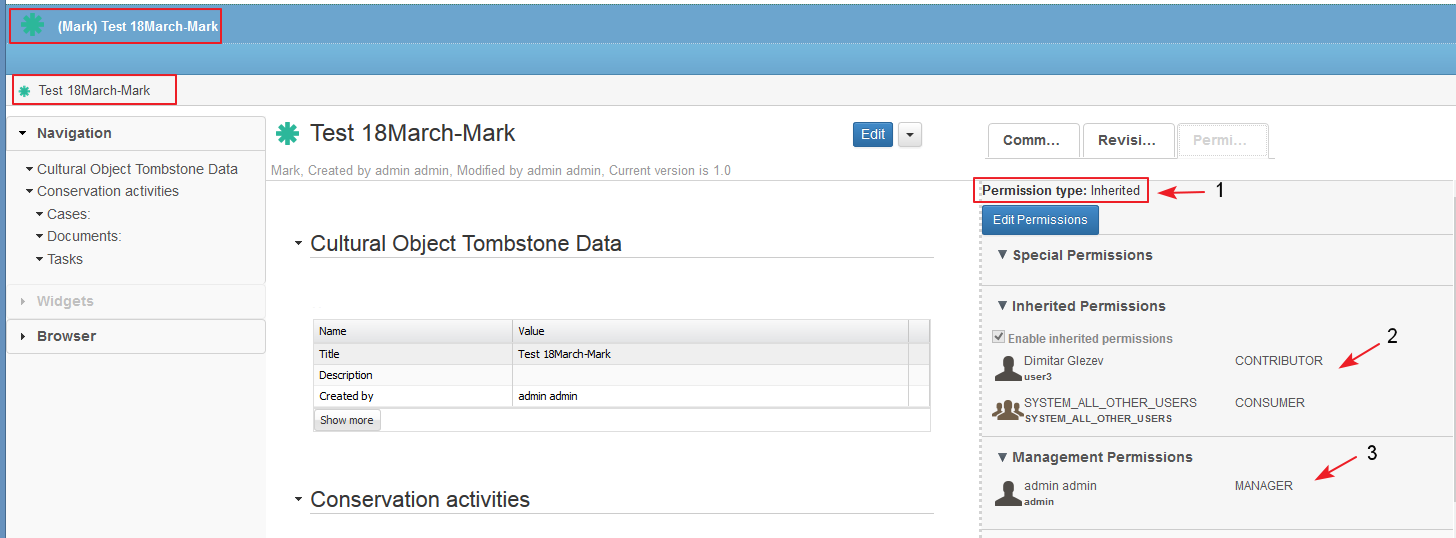 (Mark) Test 18March-Mark
Test 18March-Mark
Navigation
Cultural Object Tombstone Data
Conservation activities
Cases:
Documents:
Tasks
Widgets
Browser
Test 18March-Mark
Edit
Mark, Created by admin admin, Modified by admin admin, Current version is 1.0
Cultural Object Tombstone Data
Name Value
Title Test 18March-Mark
Description
Created by admin admin
Show more
Conservation activities
Comm... Revisi... Permi...
Permission type: Inherited 1
Edit Permissions
Special Permissions
Inherited Permissions
Enable inherited permissions
2
Dimitar Glezev CONTRIBUTOR
user3
SYSTEM_ALL_OTHER_USERS CONSUMER
SYSTEM_ALL_OTHER_USERS
Management Permissions 3
admin admin MANAGER
admin